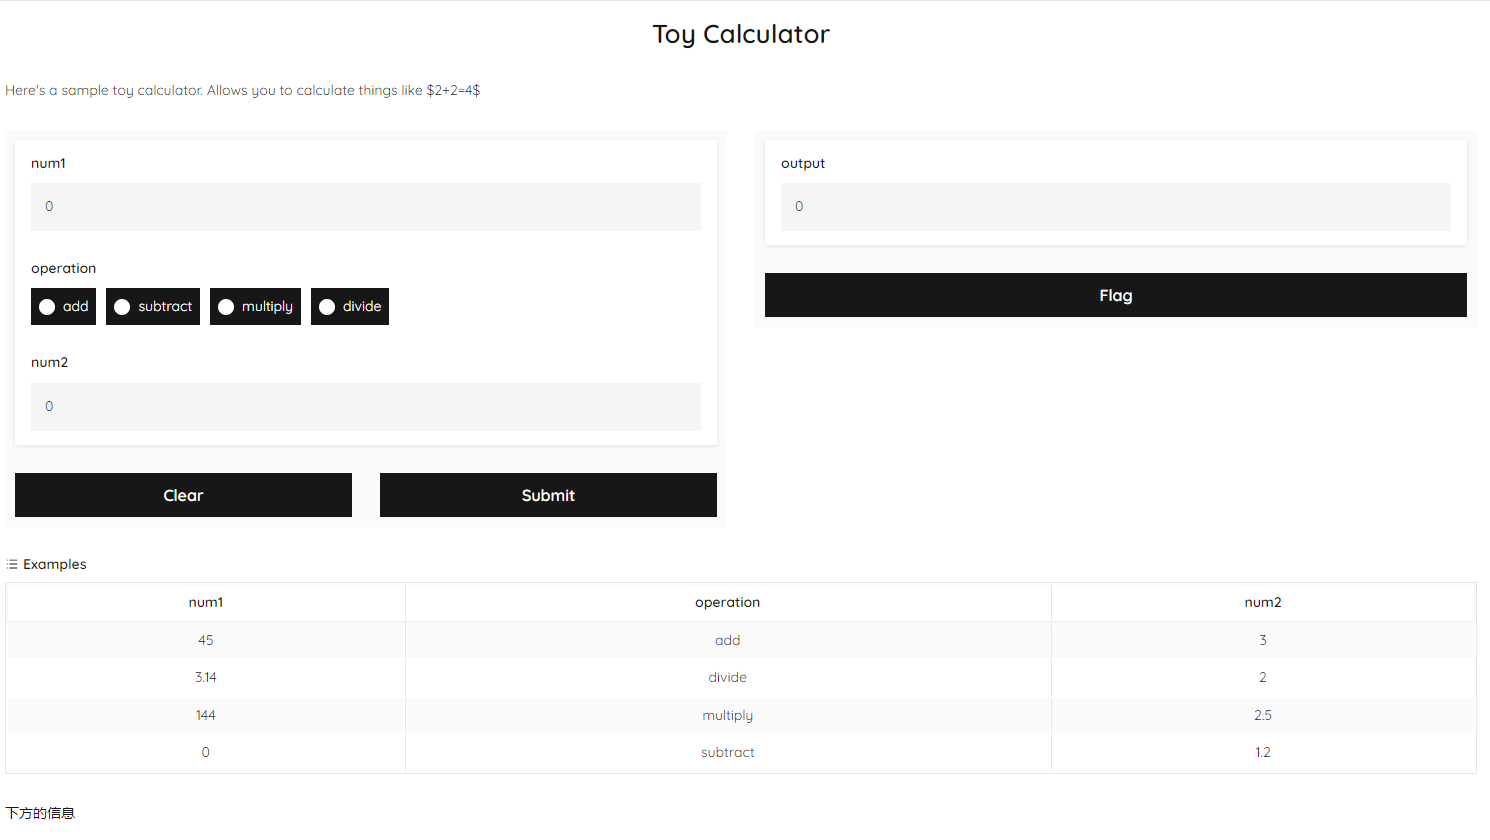 Toy Calculator
Here's a sample toy calculator. Allows you to calculate things like $2+2=4$
num1
0
operation
add subtract multiply divide
num2
0
Clear Submit
output
0
Flag
Examples
num1 operation num2
45 add 3
3.14 divide 2
144 multiply 2.5
0 subtract 1.2
下方的信息